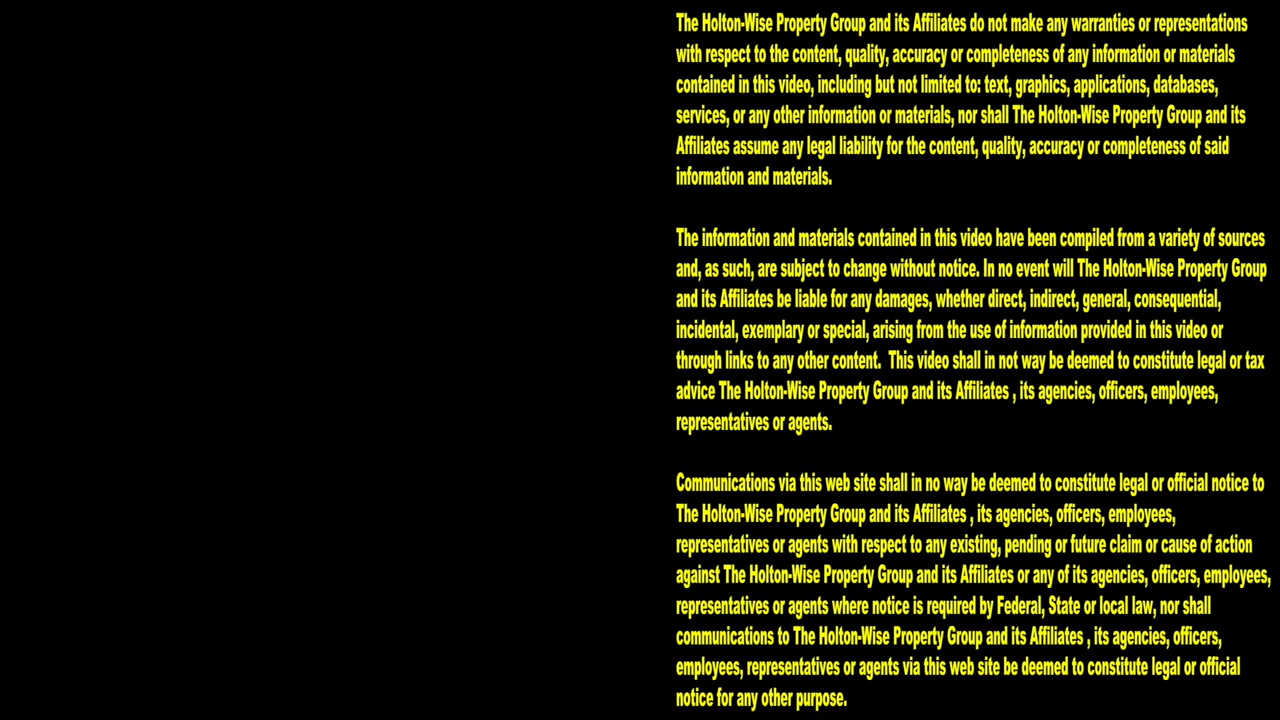 The Holton-Wise Property Group and its Affiliates do not make any warranties or representations
with respect to the content, quality, accuracy or completeness of any information or materials
contained in this video, including but not limited to: text, graphics, applications, databases,
services, or any other information or materials, nor shall The Holton-Wise Property Group and its
Affiliates assume any legal liability for the content, quality, accuracy or completeness of said
information and materials.
The information and materials contained in this video have been compiled from a variety of sources
and, as such, are subject to change without notice. In no event will The Holton-Wise Property Group
and its Affiliates be liable for any damages, whether direct, indirect, general, consequential,
incidental, exemplary or special, arising from the use of information provided in this video or
through links to any other content.  This video shall in not way be deemed to constitute legal or tax
advice The Holton-Wise Property Group and its Affiliates , its agencies, officers, employees,
representatives or agents.
Communications via this web site shall in no way be deemed to constitute legal or official notice to
The Holton-Wise Property Group and its Affiliates , its agencies, officers, employees,
representatives or agents with respect to any existing, pending or future claim or cause of action
against The Holton-Wise Property Group and its Affiliates or any of its agencies, officers, employees,
representatives or agents where notice is required by Federal, State or local law, nor shall
communications to The Holton-Wise Property Group and its Affiliates , its agencies, officers,
employees, representatives or agents via this web site be deemed to constitute legal or official
notice for any other purpose.